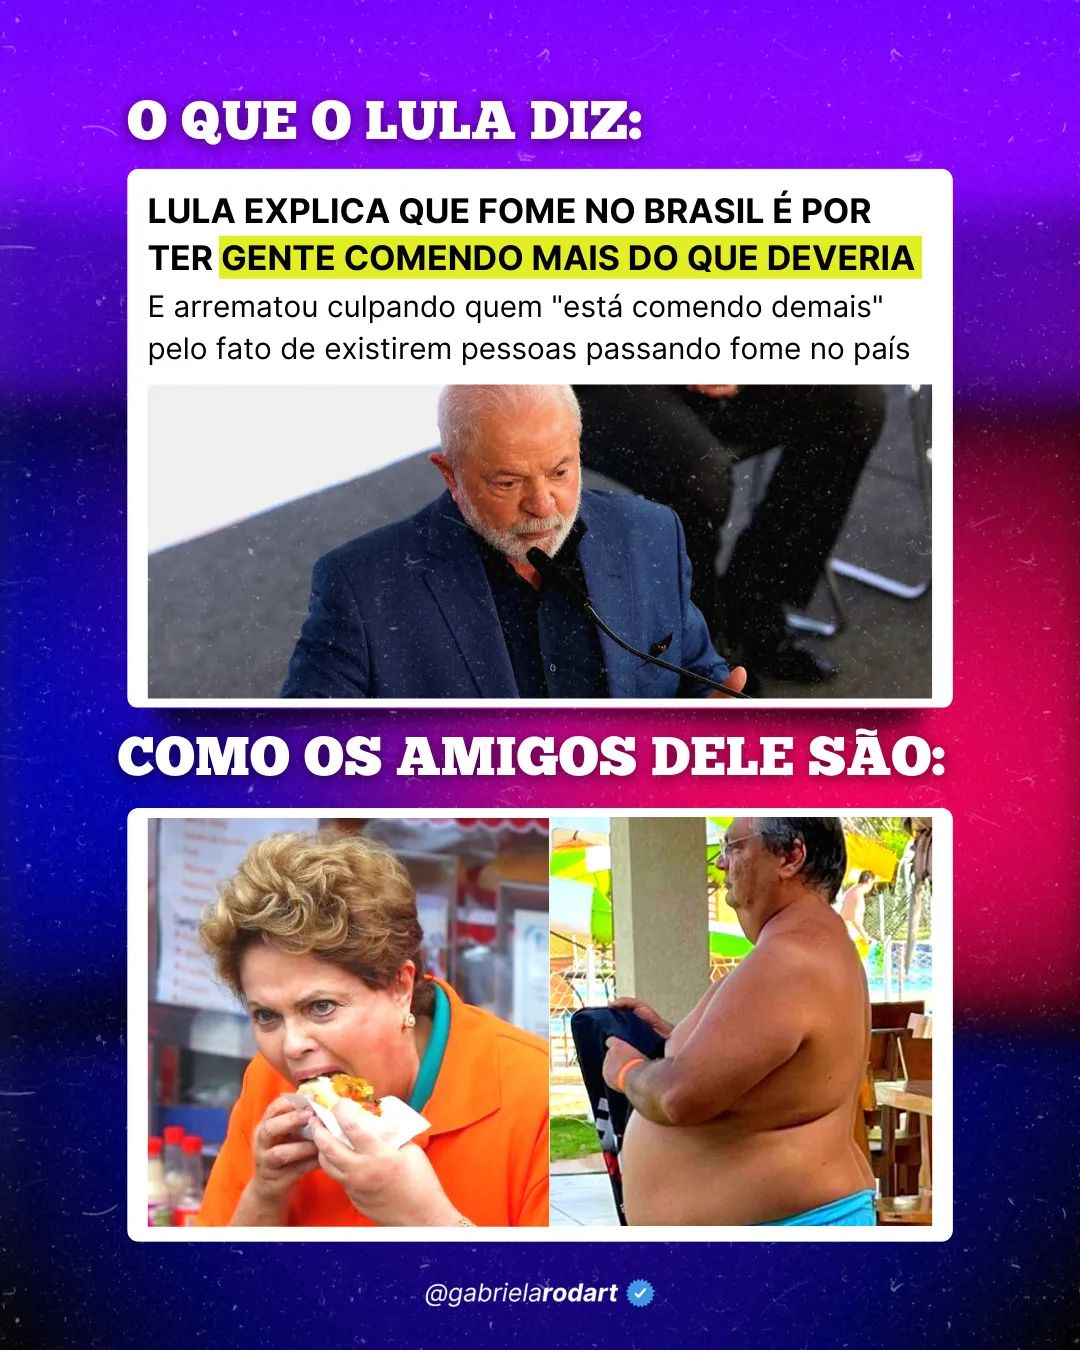 O QUE O LULA DIZ:
LULA EXPLICA QUE FOME NO BRASIL É POR
TER GENTE COMENDO MAIS DO QUE DEVERIA
E arrematou culpando quem "está comendo demais"
pelo fato de existirem pessoas passando fome no país
COMO OS AMIGOS DELE SÃO:
@gabrielarodart